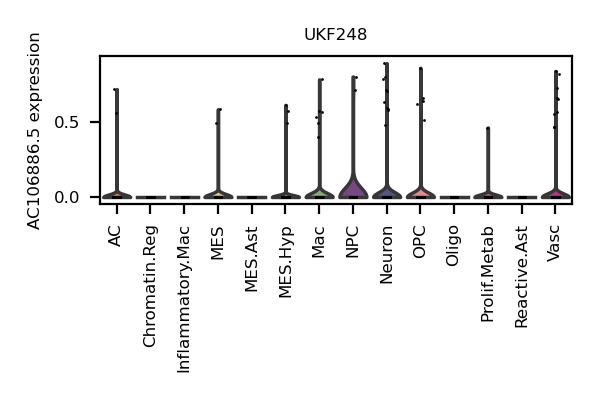 UKF248
AC106886.5 expression
0.5
0.0
AC
Chromatin.Reg
Inflammatory.Mac
MES
MES.Ast
MES.Hyp
Mac
NPC
Neuron
OPC
Oligo
Prolif.Metab
Reactive.Ast
Vasc